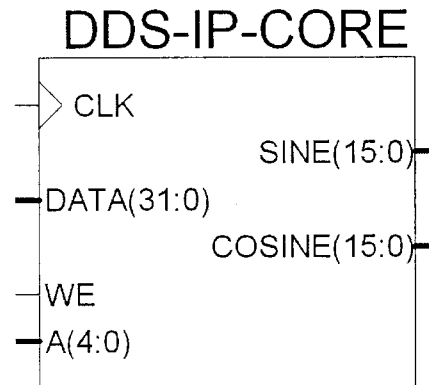 DDS-IP-CORE
CLK
SINE(15:0)
DATA(31:0)
COSINE(15:0)
WE
A(4:0)